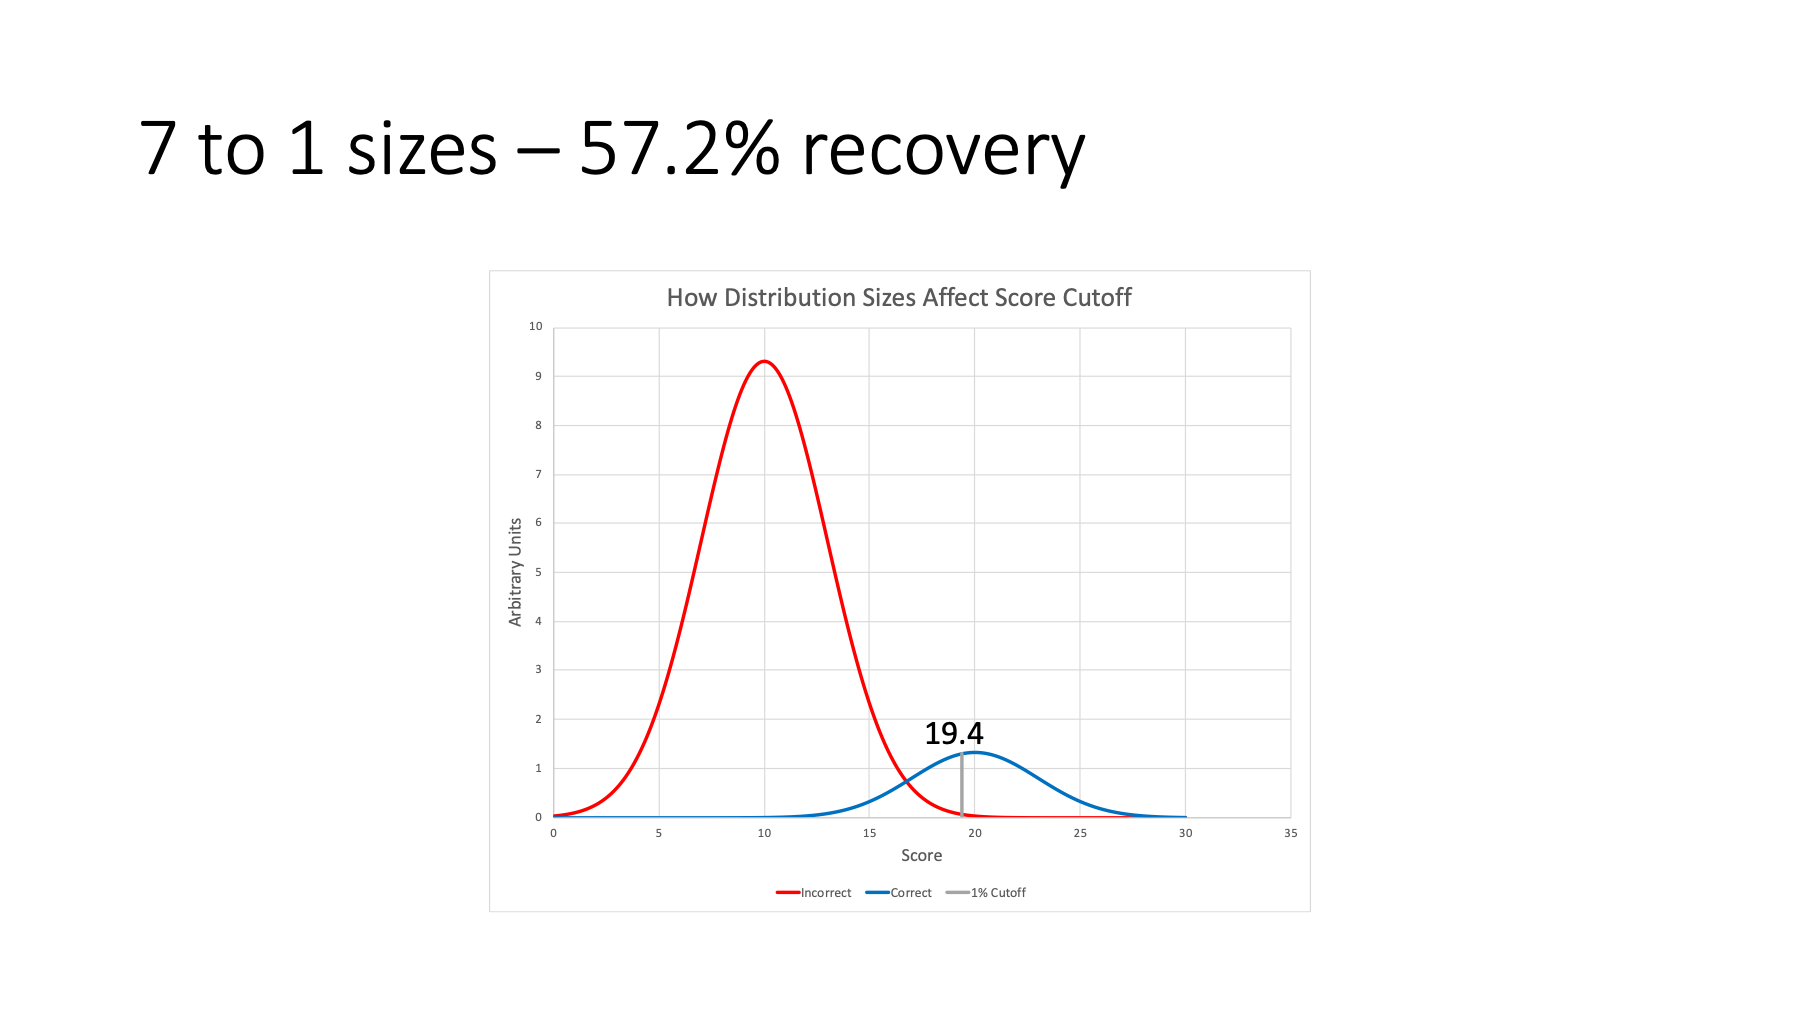 7 to 1 sizes – 57.2% recovery
How Distribution Sizes Affect Score Cutoff
10
9
8
7
6
5
4
3
2
1
0
Arbitrary Units
19.4
0 5 10 15 20 25 30 35
Score
Incorrect Correct 1% Cutoff